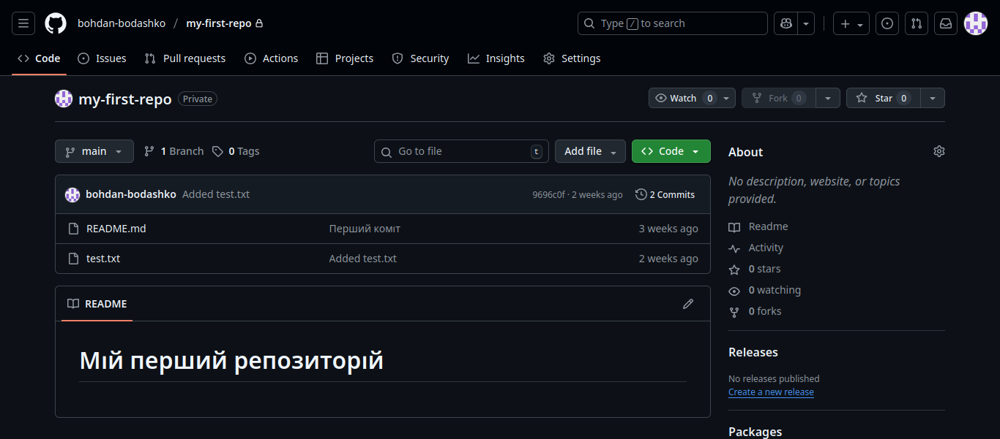 bohdan-bodashko / my-first-repo
Type / to search
Code Issues Pull requests Actions Projects Security Insights Settings
my-first-repo Private
Watch 0 Fork 0 Star 0
main 1 Branch 0 Tags
Go to file t
Add file
Code
bohdan-bodashko Added test.txt 9696c0f · 2 weeks ago 2 Commits
README.md Перший коміт 3 weeks ago
test.txt Added test.txt 2 weeks ago
README
Мій перший репозиторій
About
No description, website, or topics
provided.
Readme
Activity
0 stars
0 watching
0 forks
Releases
No releases published
Create a new release
Packages